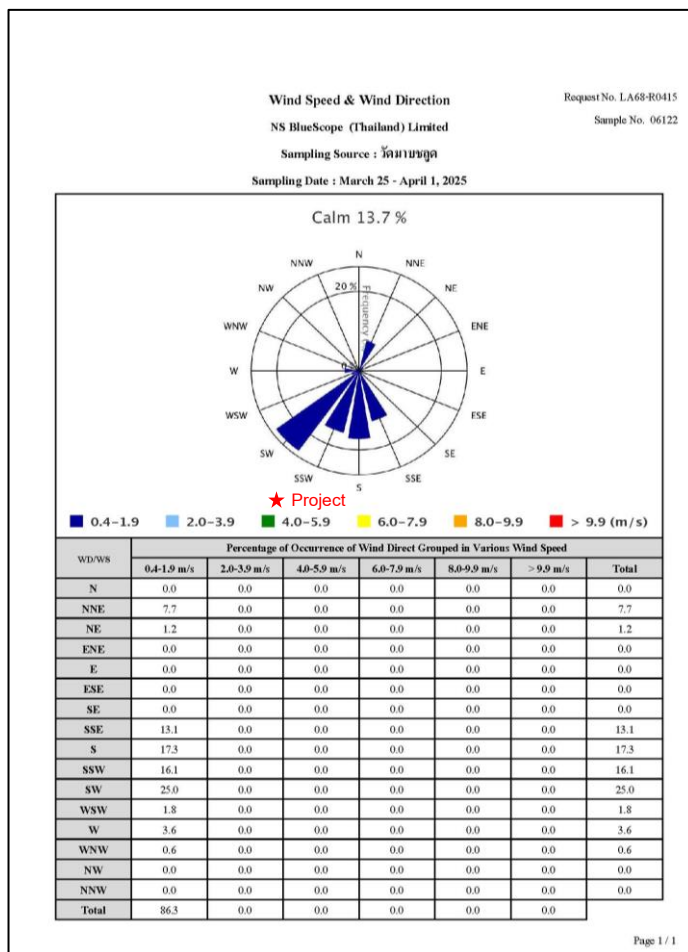 Wind Speed & Wind Direction
Request No. LA68-R0415
NS BlueScope (Thailand) Limited
Sample No. 06122
Sampling Source : วัดมาบชลูด
Sampling Date : March 25 - April 1, 2025
Calm 13.7 %
N
NNW NNE
NW NE
20 %
Frequency
WNW ENE
0 %
W E
WSW ESE
SW SE
SSW SSE
S
★ Project
0.4-1.9 2.0-3.9 4.0-5.9 6.0-7.9 8.0-9.9 > 9.9 (m/s)
WD/WS Percentage of Occurrence of Wind Direct Grouped in Various Wind Speed
0.4-1.9 m/s 2.0-3.9 m/s 4.0-5.9 m/s 6.0-7.9 m/s 8.0-9.9 m/s > 9.9 m/s Total
N 0.0 0.0 0.0 0.0 0.0 0.0 0.0
NNE 7.7 0.0 0.0 0.0 0.0 0.0 7.7
NE 1.2 0.0 0.0 0.0 0.0 0.0 1.2
ENE 0.0 0.0 0.0 0.0 0.0 0.0 0.0
E 0.0 0.0 0.0 0.0 0.0 0.0 0.0
ESE 0.0 0.0 0.0 0.0 0.0 0.0 0.0
SE 0.0 0.0 0.0 0.0 0.0 0.0 0.0
SSE 13.1 0.0 0.0 0.0 0.0 0.0 13.1
S 17.3 0.0 0.0 0.0 0.0 0.0 17.3
SSW 16.1 0.0 0.0 0.0 0.0 0.0 16.1
SW 25.0 0.0 0.0 0.0 0.0 0.0 25.0
WSW 1.8 0.0 0.0 0.0 0.0 0.0 1.8
W 3.6 0.0 0.0 0.0 0.0 0.0 3.6
WNW 0.6 0.0 0.0 0.0 0.0 0.0 0.6
NW 0.0 0.0 0.0 0.0 0.0 0.0 0.0
NNW 0.0 0.0 0.0 0.0 0.0 0.0 0.0
Total 86.3 0.0 0.0 0.0 0.0 0.0
Page 1 / 1